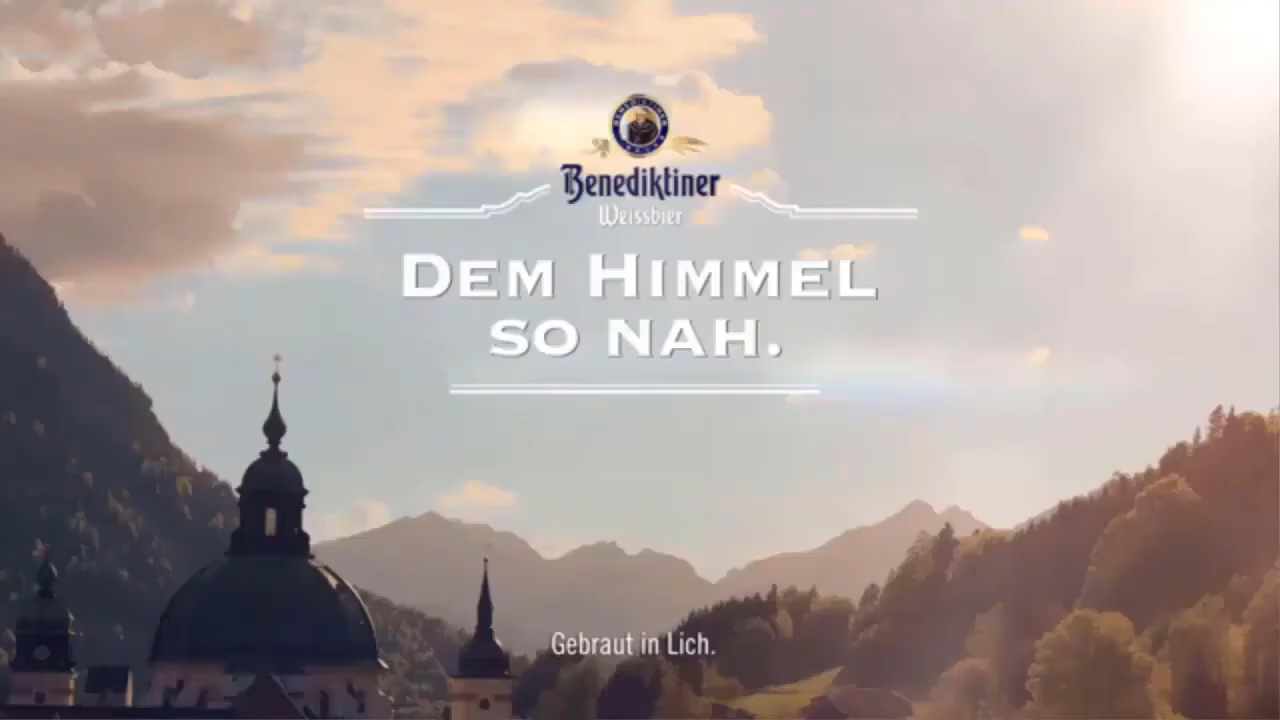 Benediktiner
Weissbier
DEM HIMMEL
SO NAH.
Gebraut in Lich.